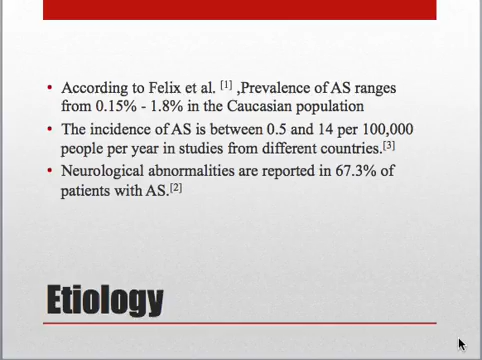 • According to Felix et al. [1] ,Prevalence of AS ranges
from 0.15% - 1.8% in the Caucasian population
• The incidence of AS is between 0.5 and 14 per 100,000
people per year in studies from different countries.[3]
• Neurological abnormalities are reported in 67.3% of
patients with AS.[2]
Etiology